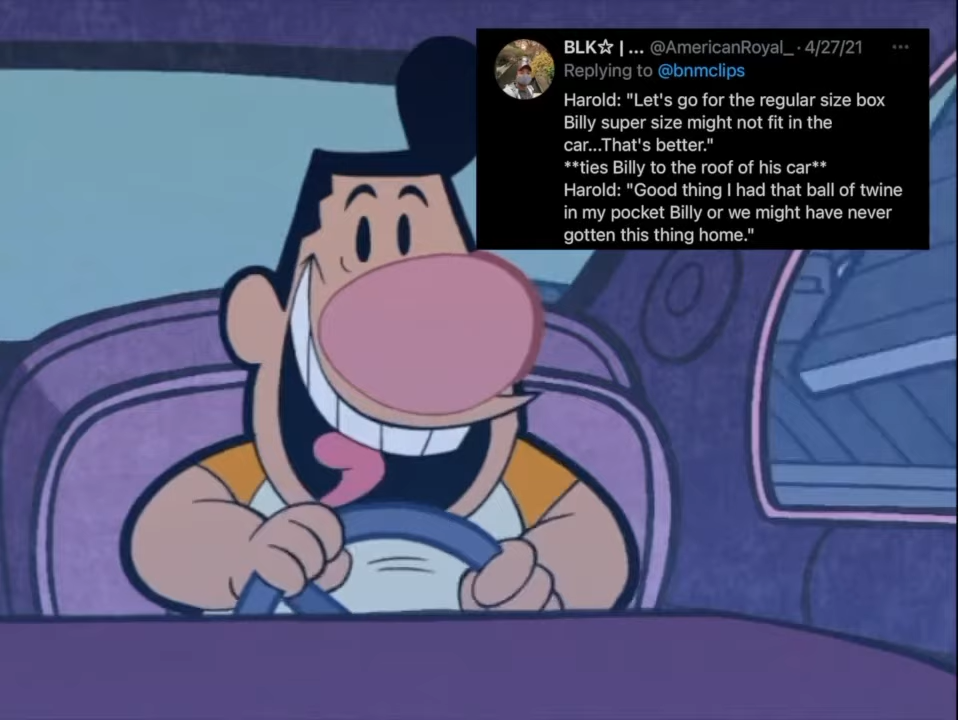 BLK☆ | ... @AmericanRoyal_ · 4/27/21 ···
Replying to @bnmclips
Harold: "Let's go for the regular size box
Billy super size might not fit in the
car...That's better."
**ties Billy to the roof of his car**
Harold: "Good thing I had that ball of twine
in my pocket Billy or we might have never
gotten this thing home."